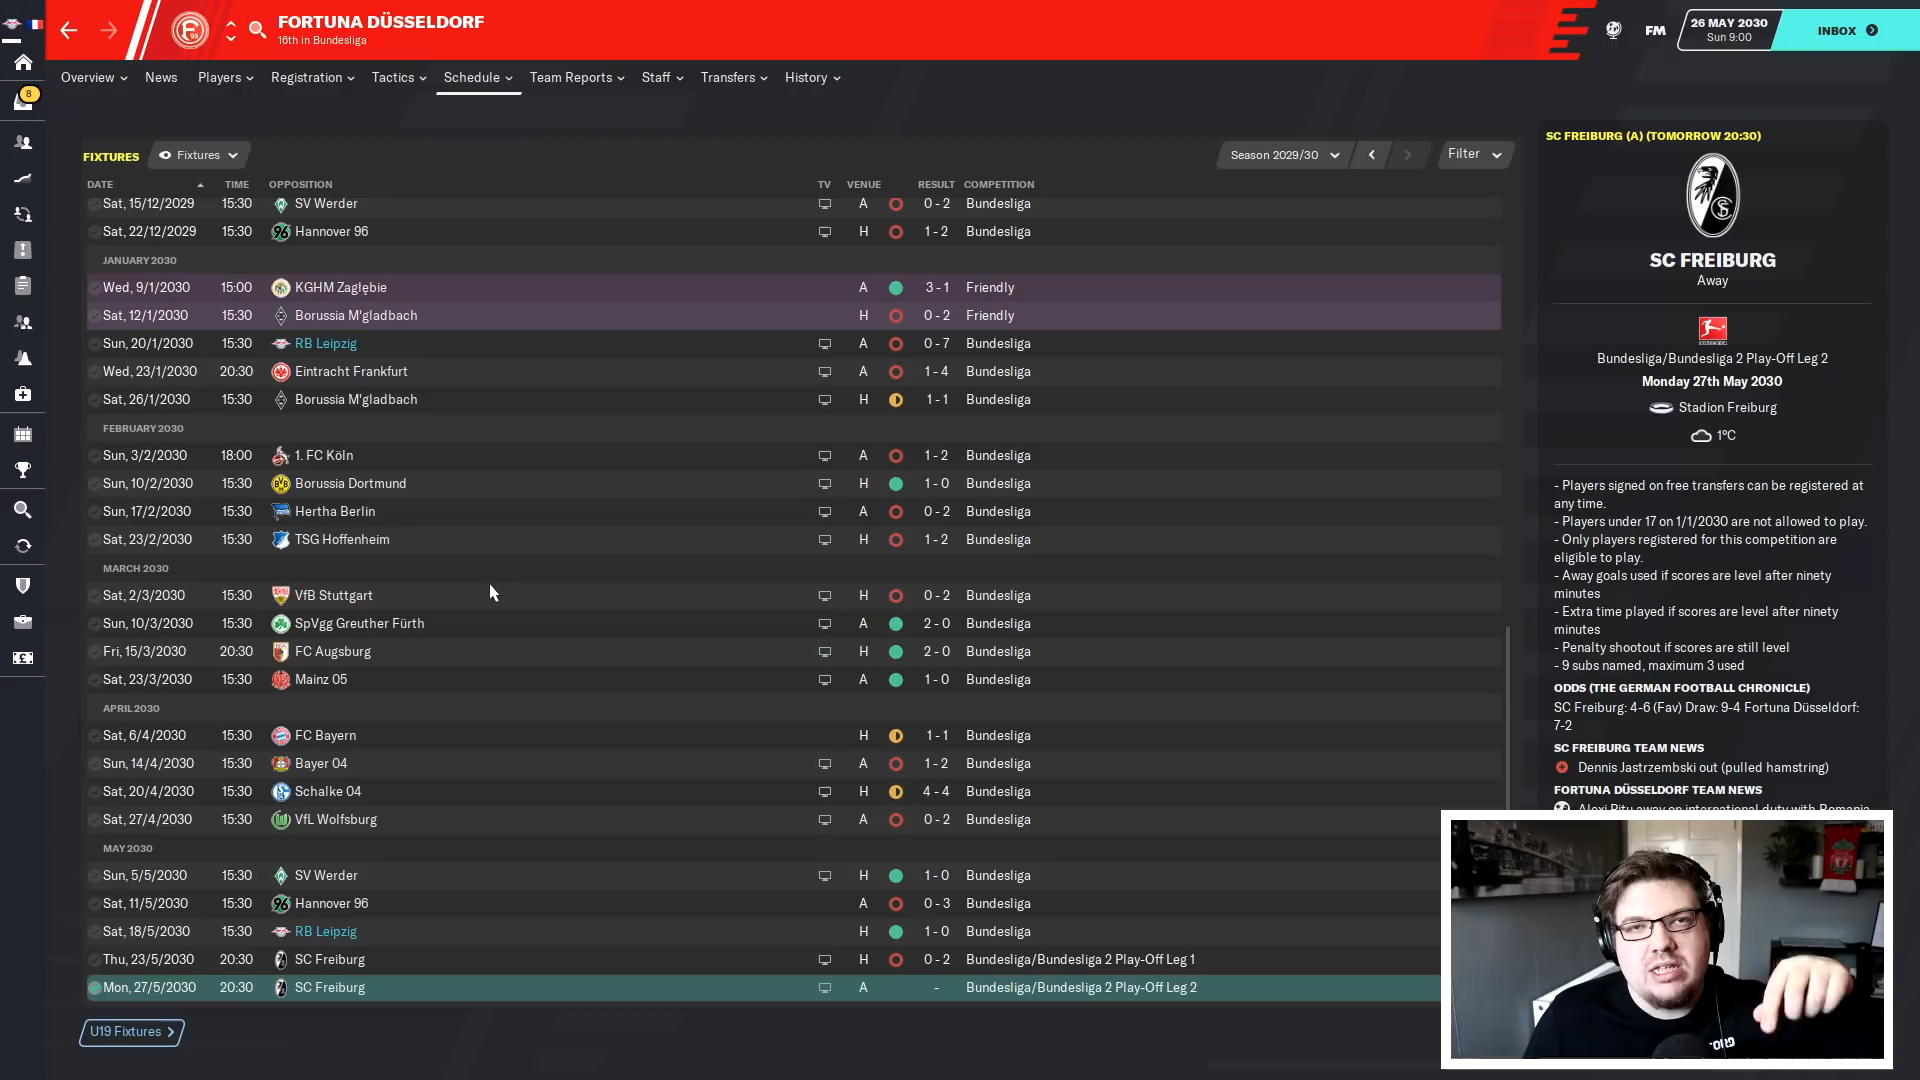 FORTUNA DÜSSELDORF
16th in Bundesliga
FM
26 MAY 2030
Sun 9:00
INBOX
8
Overview
News
Players
Registration
Tactics
Schedule
Team Reports
Staff
Transfers
History
FIXTURES
Fixtures
Season 2029/30
Filter
DATE TIME OPPOSITION TV VENUE RESULT COMPETITION
Sat, 15/12/2029 15:30 SV Werder A 0 - 2 Bundesliga
Sat, 22/12/2029 15:30 Hannover 96 H 1 - 2 Bundesliga
JANUARY 2030
Wed, 9/1/2030 15:00 KGHM Zagłębie A 3 - 1 Friendly
Sat, 12/1/2030 15:30 Borussia M'gladbach H 0 - 2 Friendly
Sun, 20/1/2030 15:30 RB Leipzig A 0 - 7 Bundesliga
Wed, 23/1/2030 20:30 Eintracht Frankfurt A 1 - 4 Bundesliga
Sat, 26/1/2030 15:30 Borussia M'gladbach H 1 - 1 Bundesliga
FEBRUARY 2030
Sun, 3/2/2030 18:00 1. FC Köln A 1 - 2 Bundesliga
Sun, 10/2/2030 15:30 Borussia Dortmund H 1 - 0 Bundesliga
Sun, 17/2/2030 15:30 Hertha Berlin A 0 - 2 Bundesliga
Sat, 23/2/2030 15:30 TSG Hoffenheim H 1 - 2 Bundesliga
MARCH 2030
Sat, 2/3/2030 15:30 VfB Stuttgart H 0 - 2 Bundesliga
Sun, 10/3/2030 15:30 SpVgg Greuther Fürth A 2 - 0 Bundesliga
Fri, 15/3/2030 20:30 FC Augsburg H 2 - 0 Bundesliga
Sat, 23/3/2030 15:30 Mainz 05 A 1 - 0 Bundesliga
APRIL 2030
Sat, 6/4/2030 15:30 FC Bayern H 1 - 1 Bundesliga
Sun, 14/4/2030 15:30 Bayer 04 A 1 - 2 Bundesliga
Sat, 20/4/2030 15:30 Schalke 04 H 4 - 4 Bundesliga
Sat, 27/4/2030 15:30 VfL Wolfsburg A 0 - 2 Bundesliga
MAY 2030
Sun, 5/5/2030 15:30 SV Werder H 1 - 0 Bundesliga
Sat, 11/5/2030 15:30 Hannover 96 A 0 - 3 Bundesliga
Sat, 18/5/2030 15:30 RB Leipzig H 1 - 0 Bundesliga
Thu, 23/5/2030 20:30 SC Freiburg H 0 - 2 Bundesliga/Bundesliga 2 Play-Off Leg 1
Mon, 27/5/2030 20:30 SC Freiburg A - Bundesliga/Bundesliga 2 Play-Off Leg 2
U19 Fixtures
SC FREIBURG (A) (TOMORROW 20:30)
SC FREIBURG
Away
Bundesliga/Bundesliga 2 Play-Off Leg 2
Monday 27th May 2030
Stadion Freiburg
1°C
- Players signed on free transfers can be registered at
any time.
- Players under 17 on 1/1/2030 are not allowed to play.
- Only players registered for this competition are
eligible to play.
- Away goals used if scores are level after ninety
minutes
- Extra time played if scores are level after ninety
minutes
- Penalty shootout if scores are still level
- 9 subs named, maximum 3 used
ODDS (THE GERMAN FOOTBALL CHRONICLE)
SC Freiburg: 4-6 (Fav) Draw: 9-4 Fortuna Düsseldorf:
7-2
SC FREIBURG TEAM NEWS
Dennis Jastrzembski out (pulled hamstring)
FORTUNA DÜSSELDORF TEAM NEWS
Alexi Pitu away on international duty with Romania